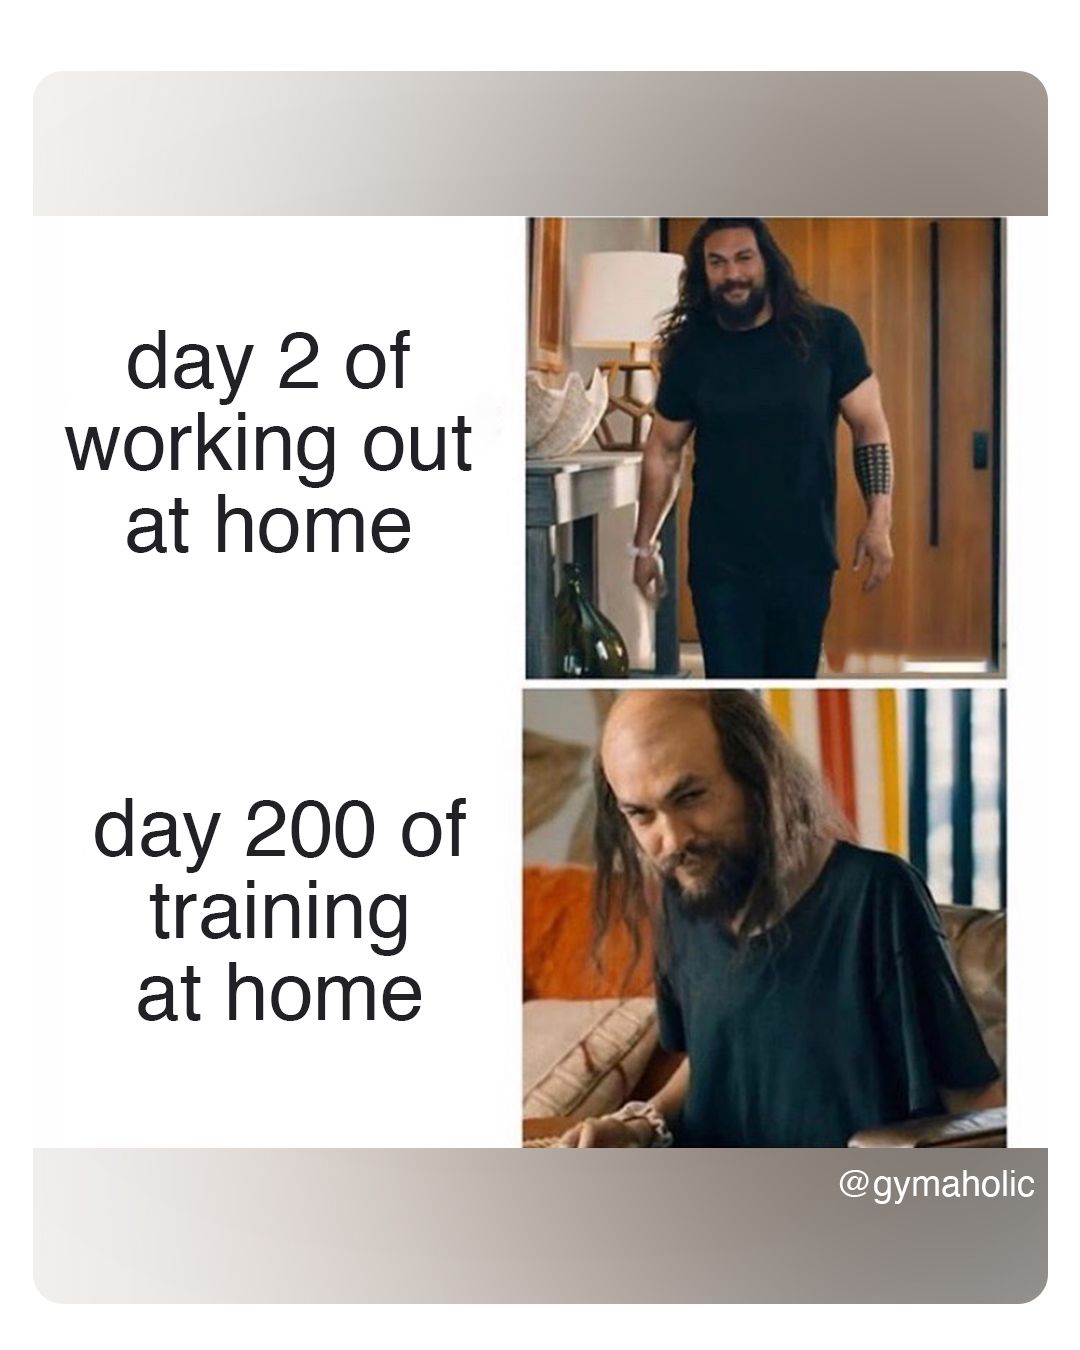 day 2 of
working out
at home
day 200 of
training
at home
@gymaholic